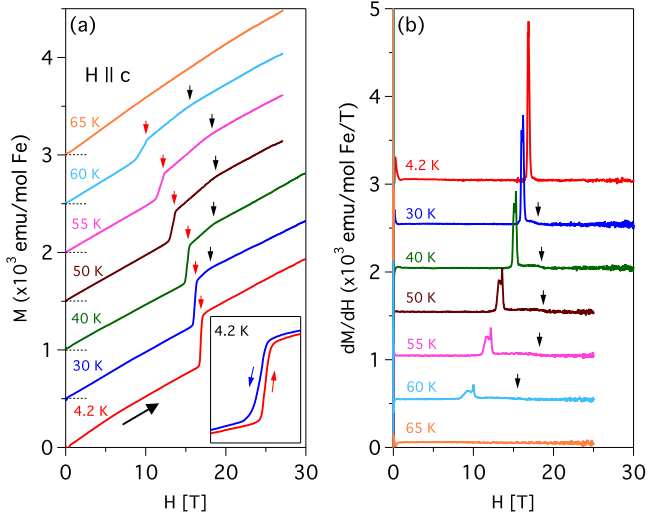 (a)
H || c
M (x10³ emu/mol Fe)
4
3
2
1
0
65 K
60 K
55 K
50 K
40 K
30 K
4.2 K
4.2 K
0
10
20
30
H [T]
(b)
dM/dH (x10³ emu/mol Fe/T)
5
4
3
2
1
0
4.2 K
30 K
40 K
50 K
55 K
60 K
65 K
0
10
20
30
H [T]